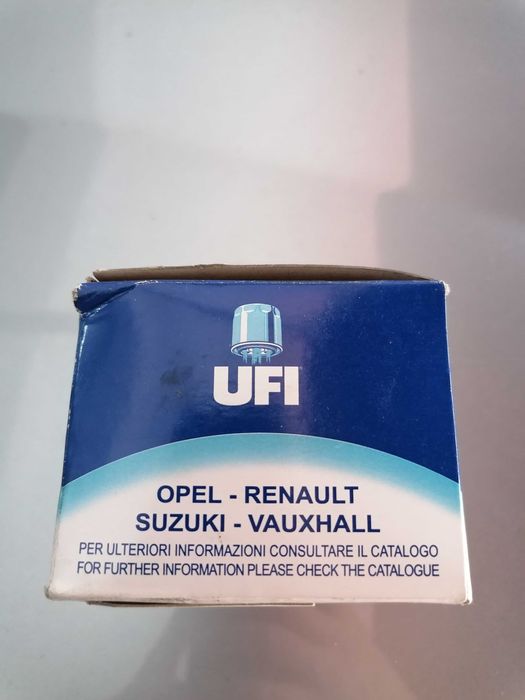 UFI
OPEL - RENAULT
SUZUKI - VAUXHALL
PER ULTERIORI INFORMAZIONI CONSULTARE IL CATALOGO
FOR FURTHER INFORMATION PLEASE CHECK THE CATALOGUE